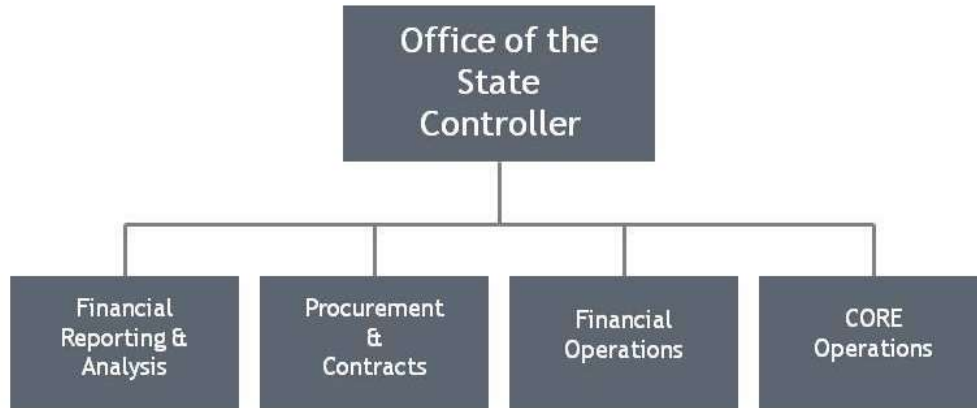 Office of the
State
Controller
Financial
Reporting &
Analysis
Procurement
&
Contracts
Financial
Operations
CORE
Operations